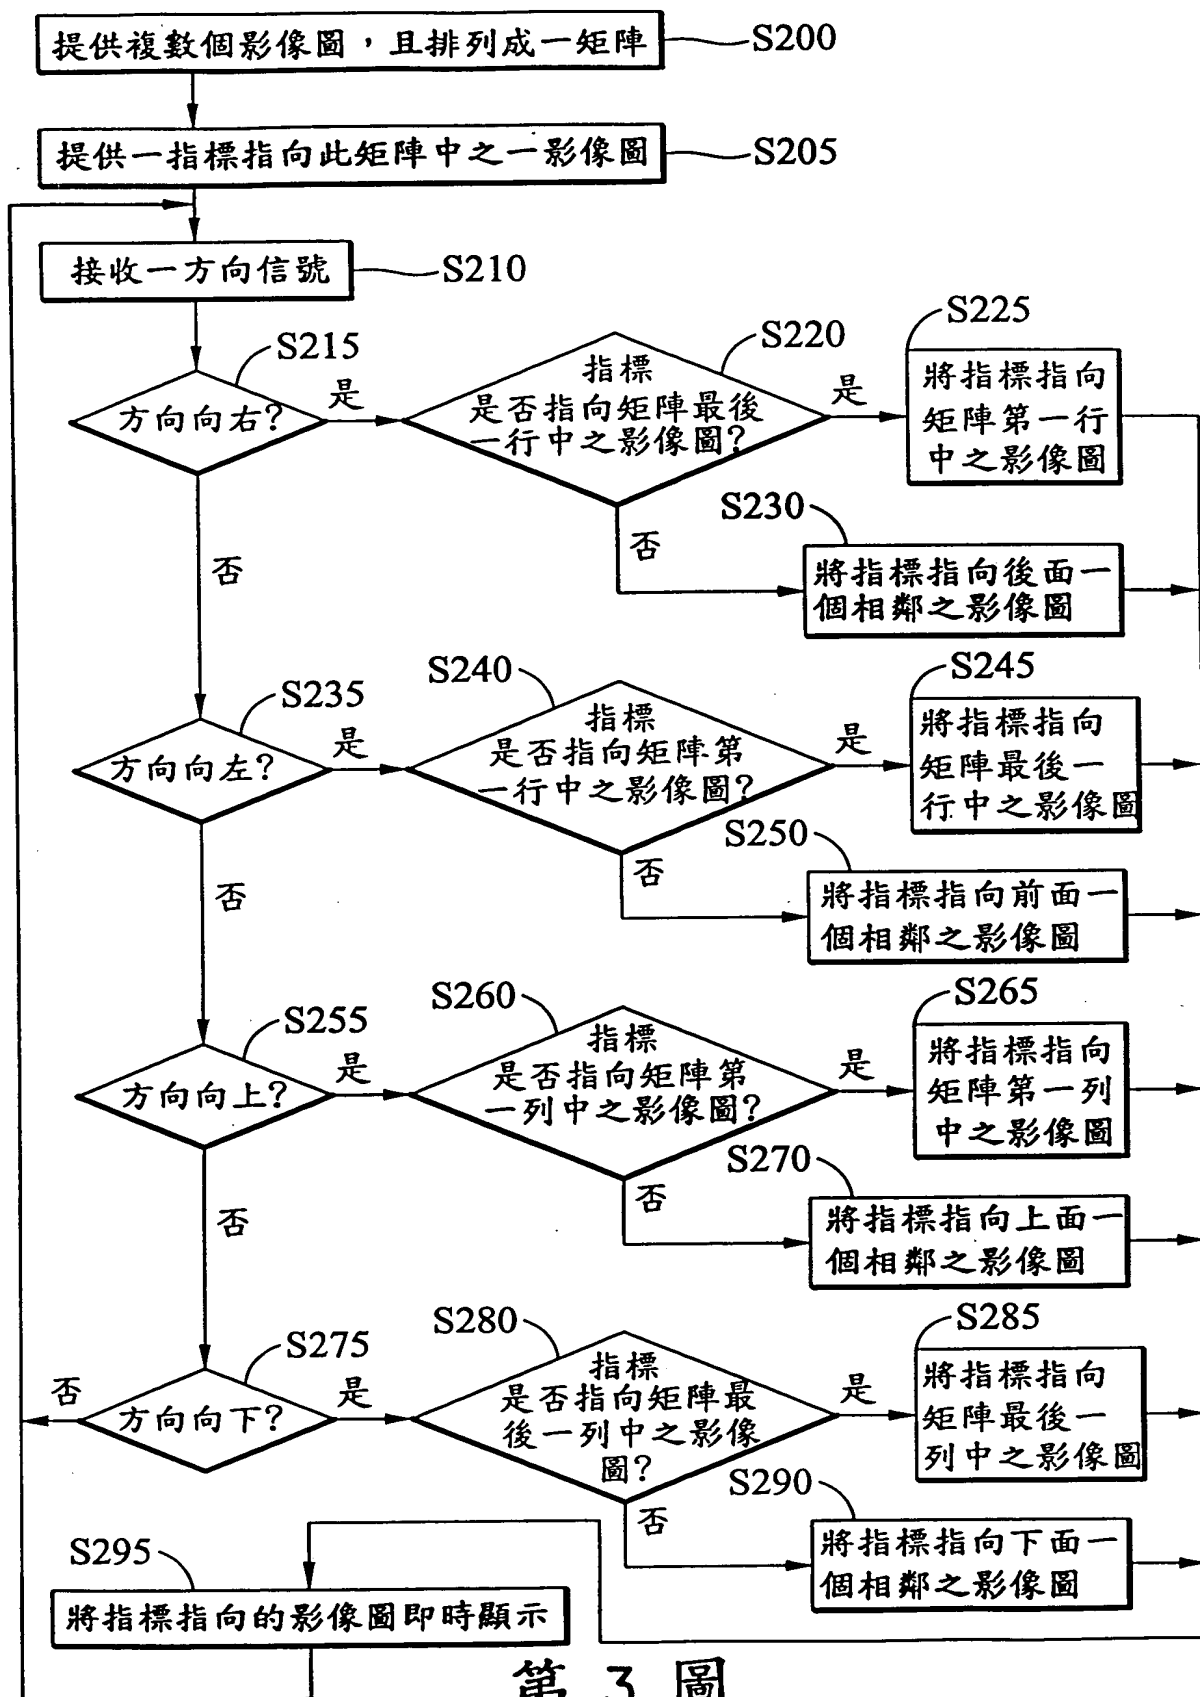 提供複數個影像圖，且排列成一矩陣
S200
提供一指標指向此矩陣中之一影像圖
S205
接收一方向信號
S210
S215
方向向右?
是
否
S220
指標
是否指向矩陣最後
一行中之影像圖?
是
否
S225
將指標指向
矩陣第一行
中之影像圖
S230
將指標指向後面一
個相鄰之影像圖
S235
方向向左?
是
否
S240
指標
是否指向矩陣第
一行中之影像圖?
是
否
S245
將指標指向
矩陣最後一
行中之影像圖
S250
將指標指向前面一
個相鄰之影像圖
S255
方向向上?
是
否
S260
指標
是否指向矩陣第
一列中之影像圖?
是
否
S265
將指標指向
矩陣第一列
中之影像圖
S270
將指標指向上面一
個相鄰之影像圖
S275
方向向下?
是
否
S280
指標
是否指向矩陣最
後一列中之影像
圖?
是
否
S285
將指標指向
矩陣最後一
列中之影像圖
S290
將指標指向下面一
個相鄰之影像圖
S295
將指標指向的影像圖即時顯示
第 3 圖